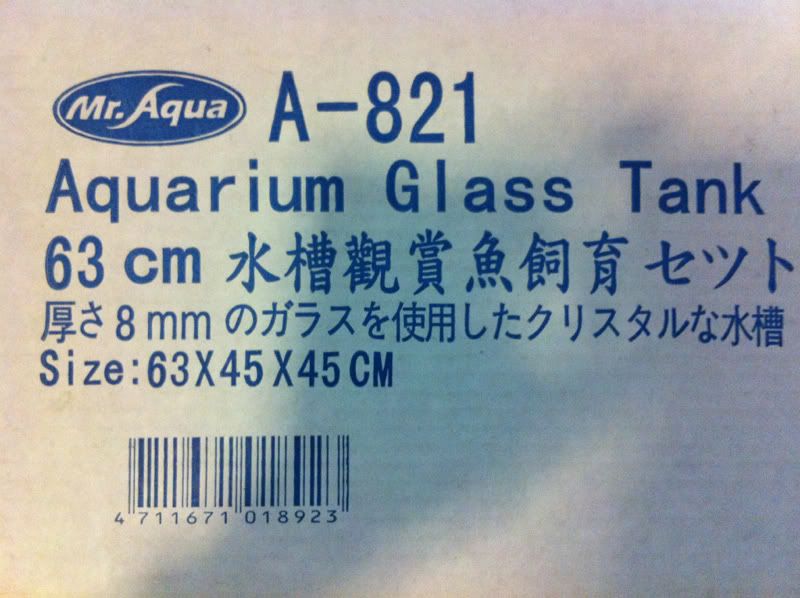 Mr. Aqua A-821
Aquarium Glass Tank
63 cm 水槽觀賞魚飼育セツト
厚さ8mmのガラスを使用したクリスタルな水槽
Size:63X45X45CM
4 711671 018923